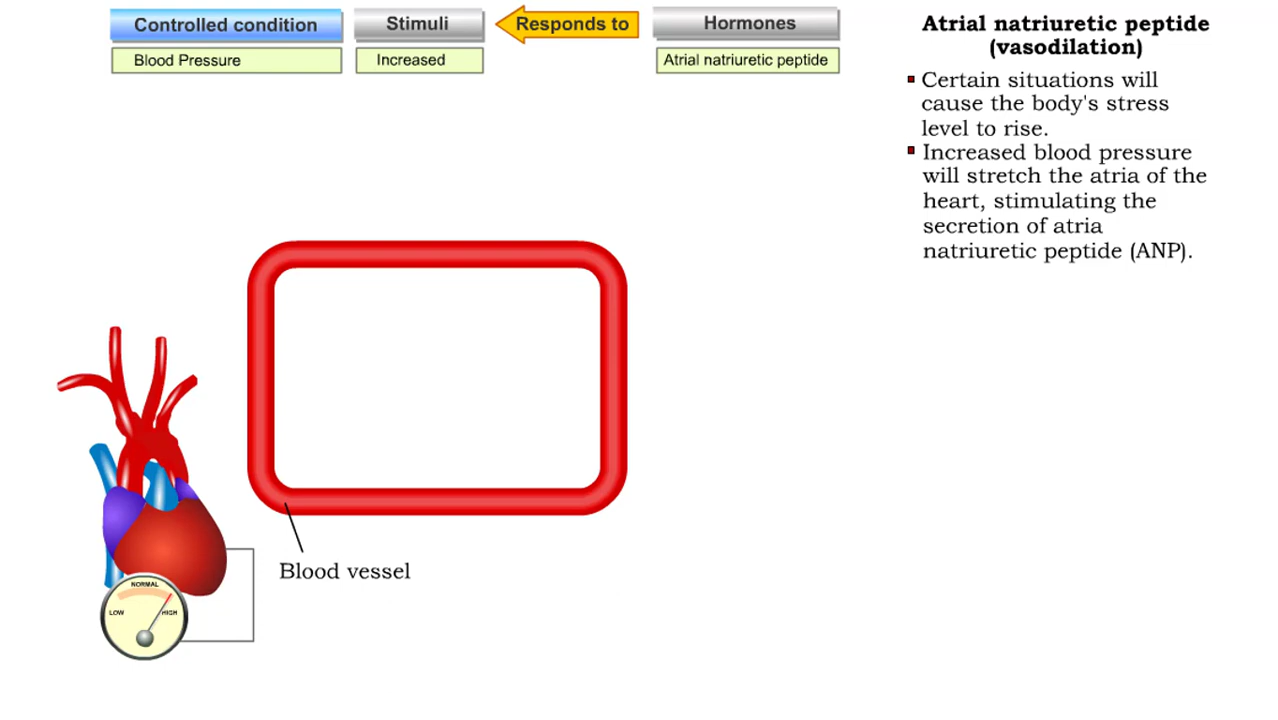 Controlled condition
Stimuli
Responds to
Hormones
Blood Pressure
Increased
Atrial natriuretic peptide
Atrial natriuretic peptide
(vasodilation)
Certain situations will
cause the body's stress
level to rise.
Increased blood pressure
will stretch the atria of the
heart, stimulating the
secretion of atria
natriuretic peptide (ANP).
Blood vessel
NORMAL
LOW
HIGH